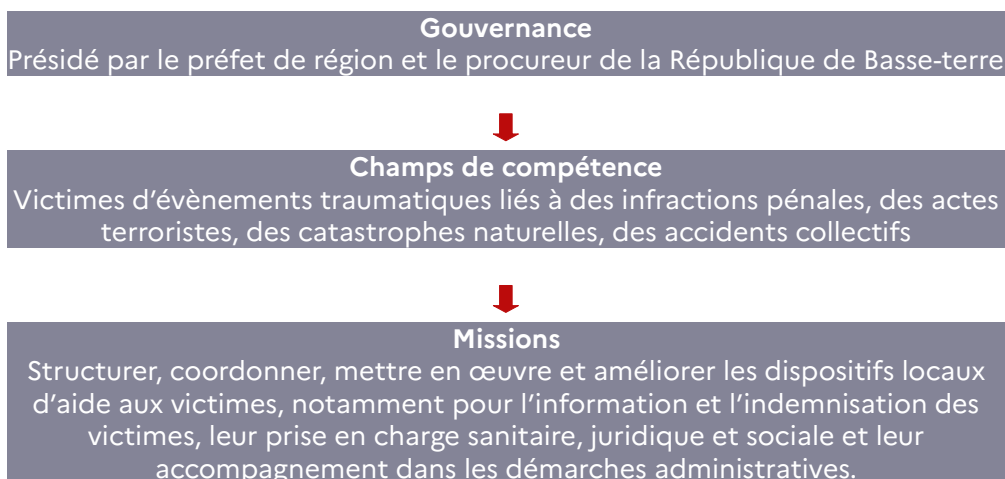 Gouvernance
Présidé par le préfet de région et le procureur de la République de Basse-terre
Champs de compétence
Victimes d’évènements traumatiques liés à des infractions pénales, des actes
terroristes, des catastrophes naturelles, des accidents collectifs
Missions
Structurer, coordonner, mettre en œuvre et améliorer les dispositifs locaux
d’aide aux victimes, notamment pour l’information et l’indemnisation des
victimes, leur prise en charge sanitaire, juridique et sociale et leur
accompagnement dans les démarches administratives.